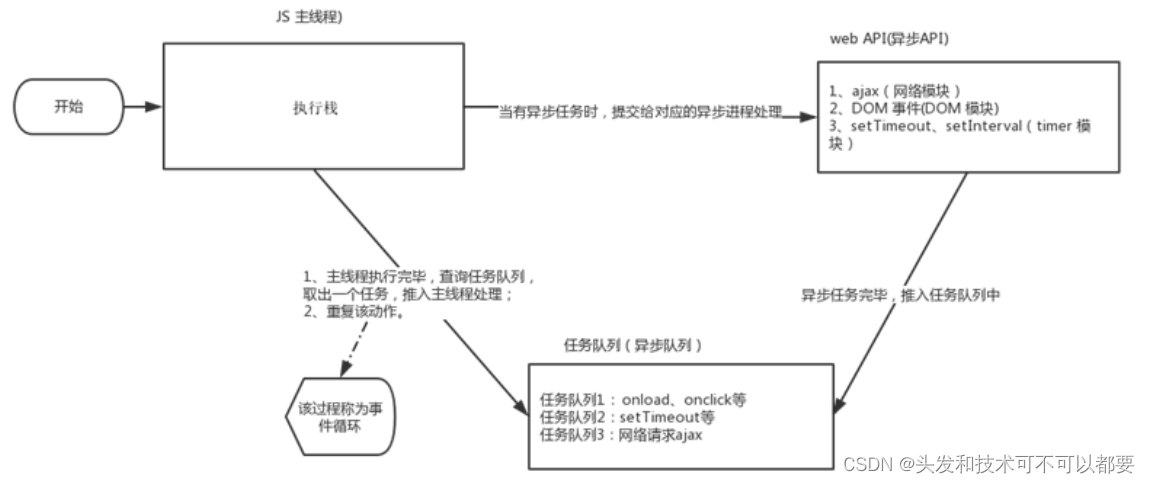 JS 主线程)
开始
执行栈
当有异步任务时，提交给对应的异步进程处理
web API(异步API)
1、ajax（网络模块）
2、DOM 事件(DOM 模块)
3、setTimeout、setInterval（timer 模
块）
1、主线程执行完毕，查询任务队列，
取出一个任务，推入主线程处理；
2、重复该动作。
异步任务完毕，推入任务队列中
该过程称为事
件循环
任务队列（异步队列）
任务队列1：onload、onclick等
任务队列2：setTimeout等
任务队列3：网络请求ajax
CSDN @头发和技术可不可以都要